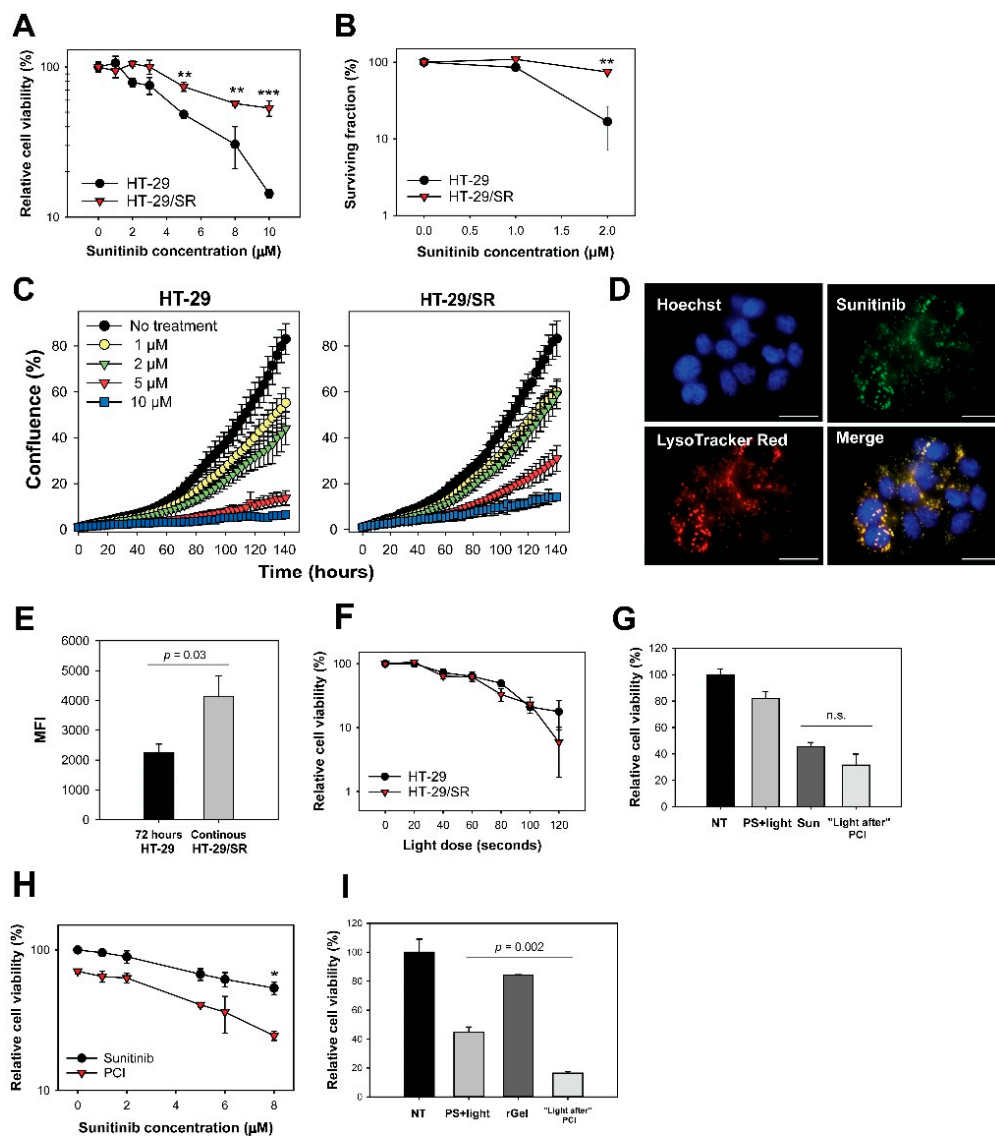 A
Relative cell viability (%)
100
10
HT-29
HT-29/SR
**
**
***
0 2 4 6 8 10
Sunitinib concentration (µM)
B
Surviving fraction (%)
100
10
1
HT-29
HT-29/SR
**
0.0 0.5 1.0 1.5 2.0
Sunitinib concentration (µM)
C
HT-29
HT-29/SR
Confluence (%)
80
60
40
20
0
No treatment
1 µM
2 µM
5 µM
10 µM
0 20 40 60 80 100 120 140
0 20 40 60 80 100 120 140
Time (hours)
D
Hoechst
Sunitinib
LysoTracker Red
Merge
E
MFI
6000
5000
4000
3000
2000
1000
0
p = 0.03
72 hours Continous
HT-29 HT-29/SR
F
Relative cell viability (%)
100
10
1
HT-29
HT-29/SR
0 20 40 60 80 100 120
Light dose (seconds)
G
Relative cell viability (%)
120
100
80
60
40
20
0
n.s.
NT PS+light Sun "Light after"
PCI
H
Relative cell viability (%)
100
10
*
Sunitinib
PCI
0 2 4 6 8
Sunitinib concentration (µM)
I
Relative cell viability (%)
120
100
80
60
40
20
0
p = 0.002
NT PS+light rGel "Light after"
PCI